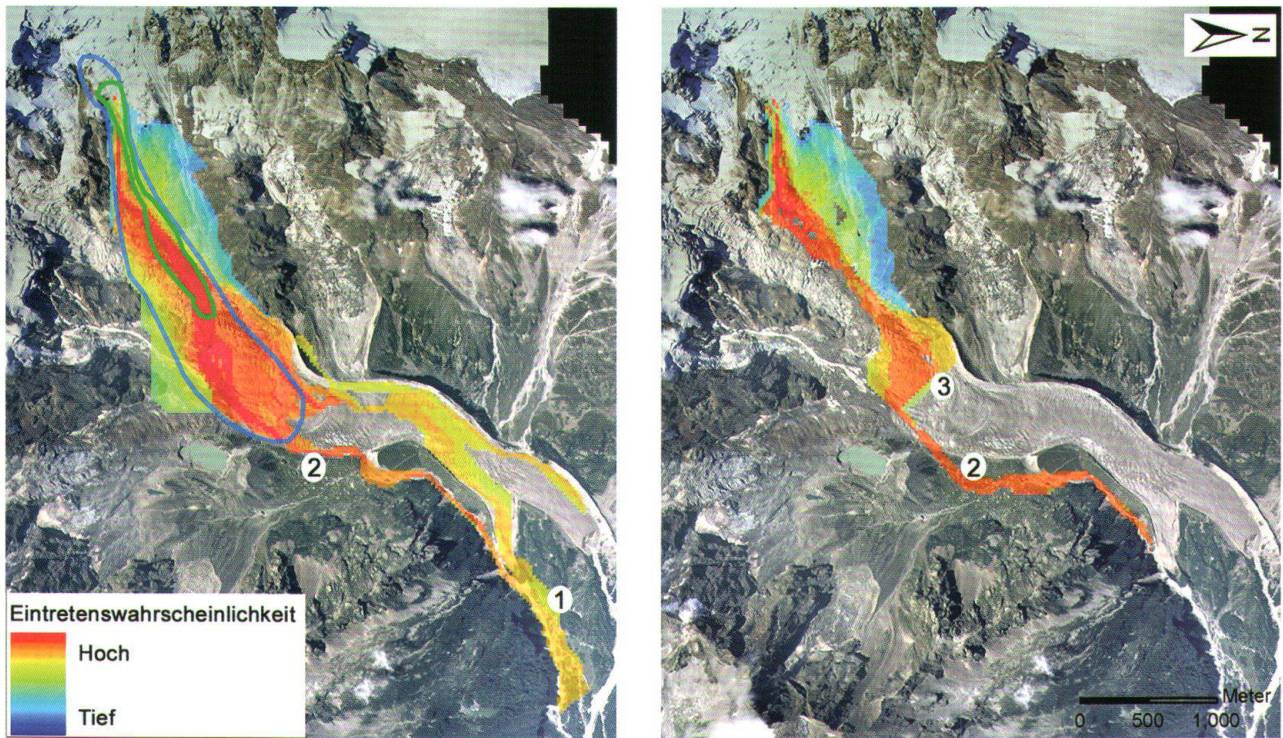 N
3
2
2
1
Eintretenswahrscheinlichkeit
Hoch
Tief
Meter
0 500 1,000